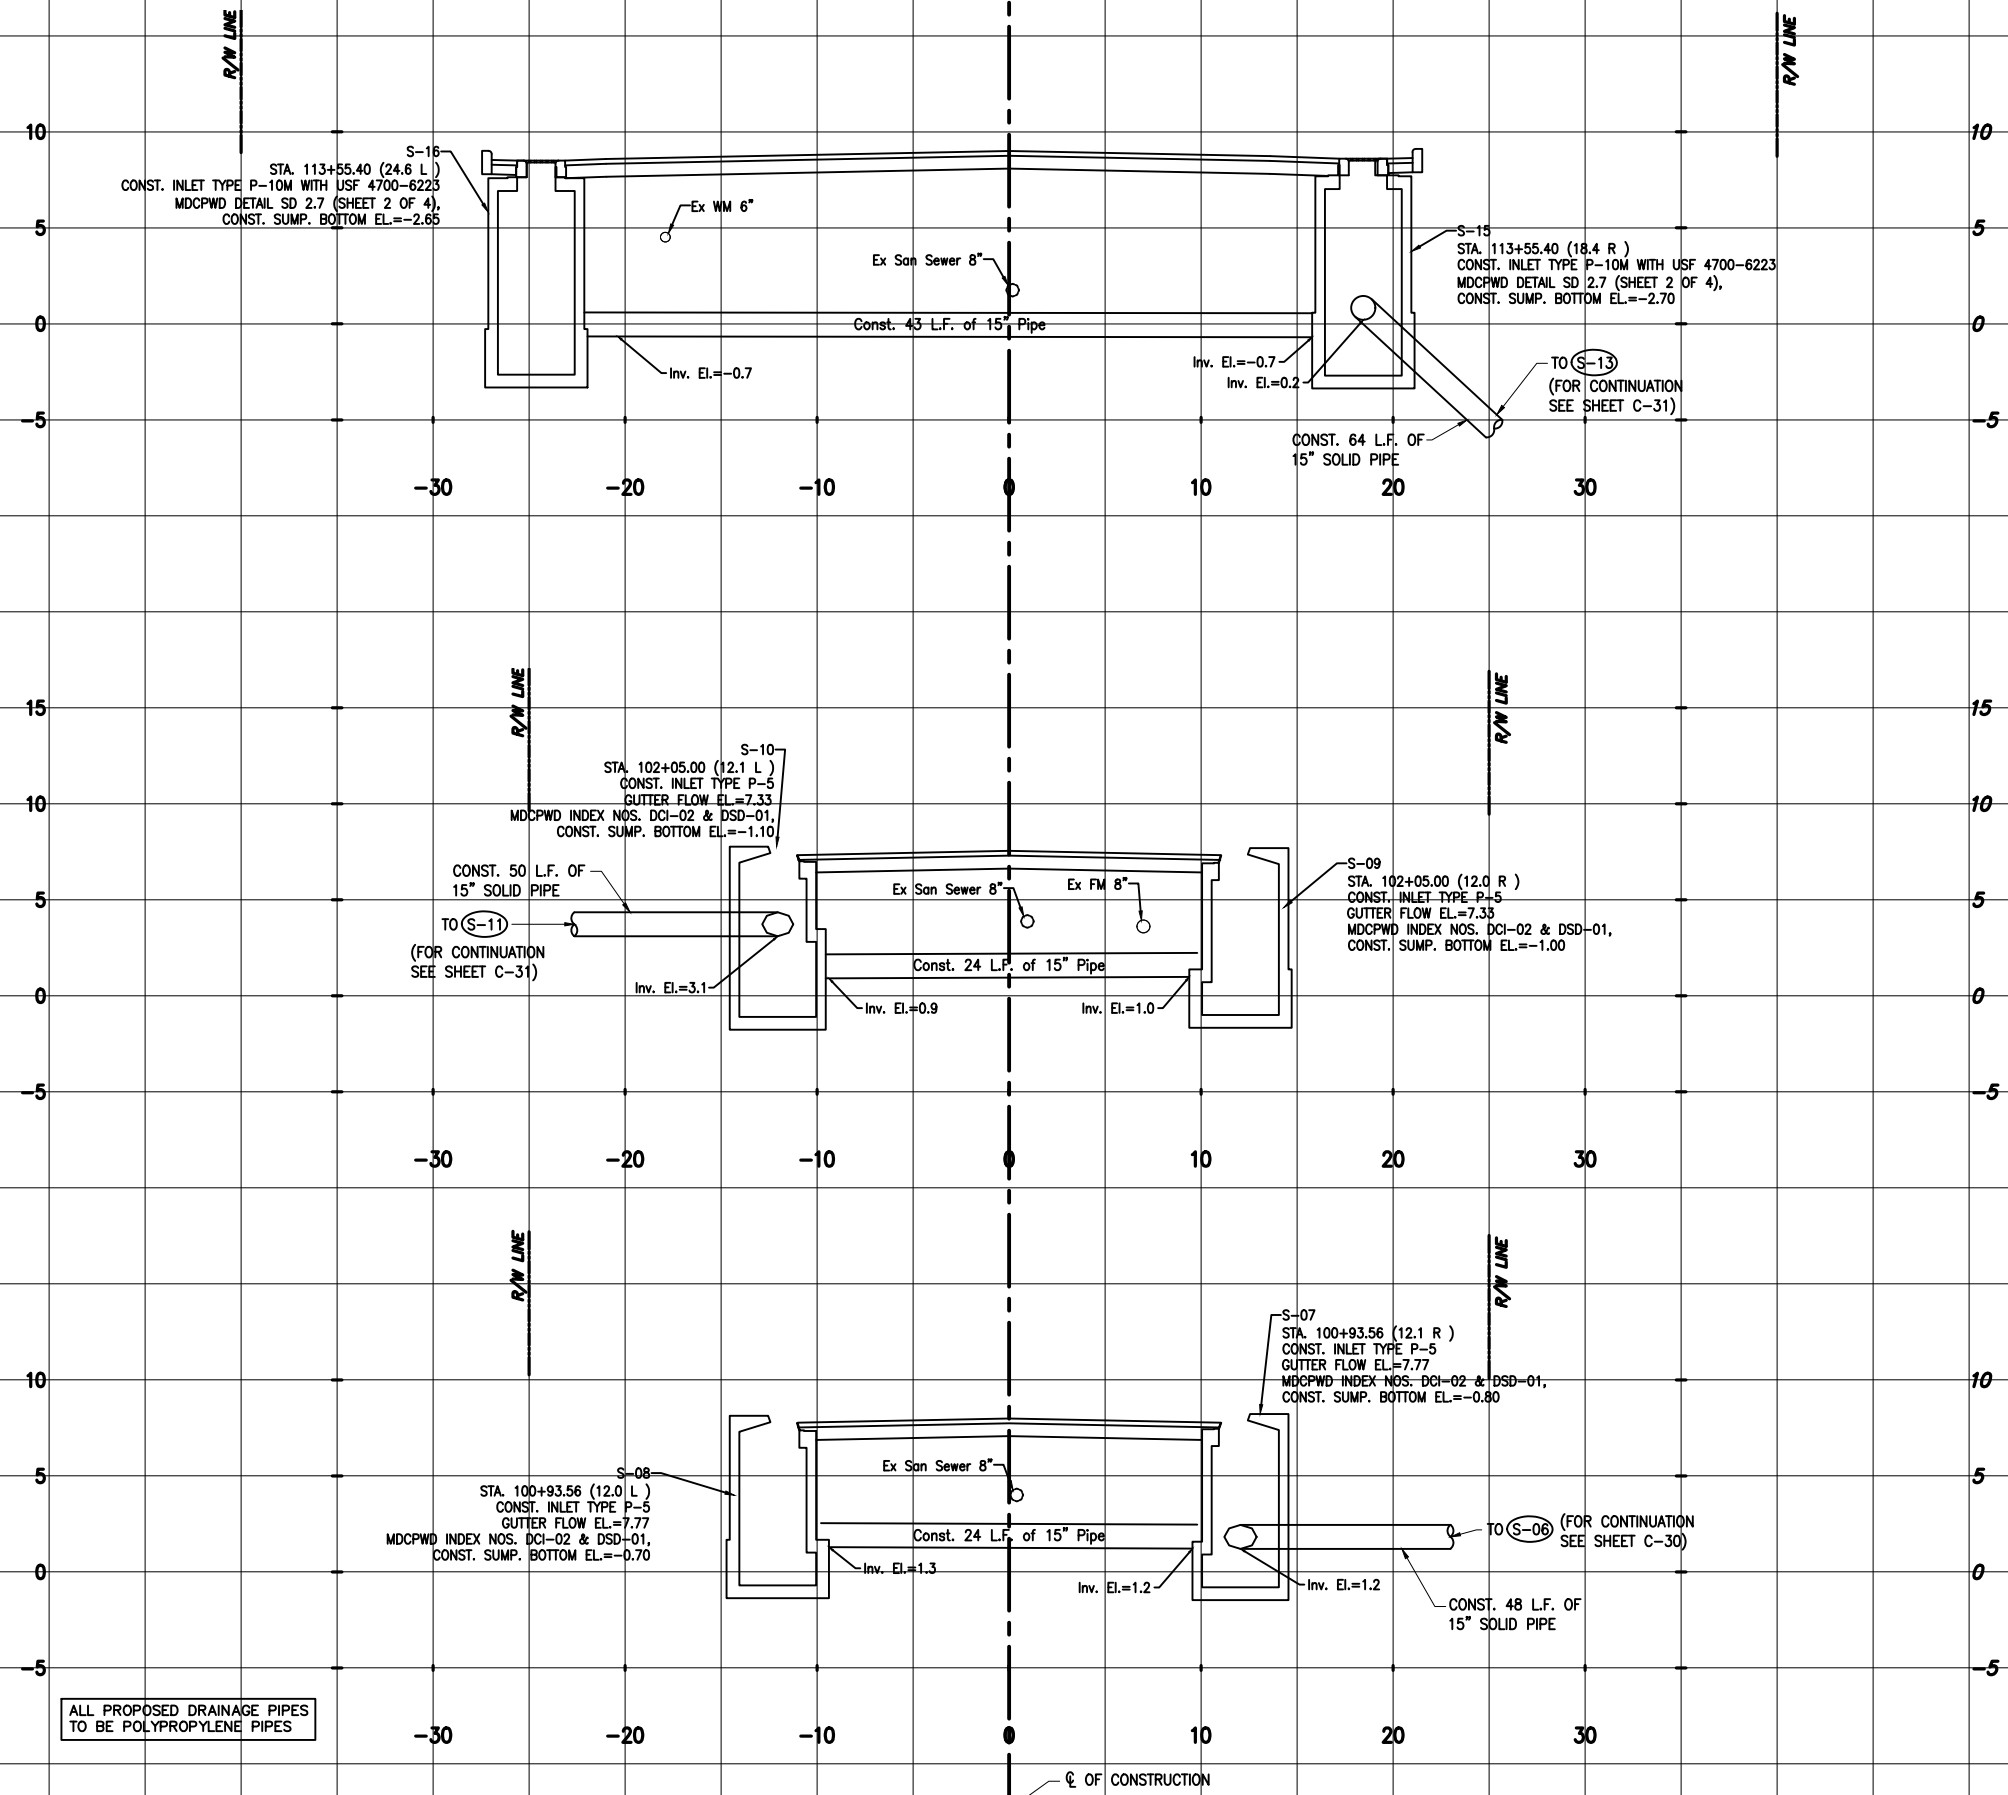 R/W LINE
R/W LINE
10
10
S-16
STA. 113+55.40 (24.6 L )
CONST. INLET TYPE P-10M WITH USF 4700-6223
MDCPWD DETAIL SD 2.7 (SHEET 2 OF 4),
CONST. SUMP. BOTTOM EL.=-2.65
Ex WM 6"
5
5
Ex San Sewer 8"
S-15
STA. 113+55.40 (18.4 R )
CONST. INLET TYPE P-10M WITH USF 4700-6223
MDCPWD DETAIL SD 2.7 (SHEET 2 OF 4),
CONST. SUMP. BOTTOM EL.=-2.70
0
Const. 43 L.F. of 15" Pipe
0
Inv. El.=-0.7
Inv. El.=-0.7
Inv. El.=0.2
TO S-13
(FOR CONTINUATION
SEE SHEET C-31)
-5
-5
CONST. 64 L.F. OF
15" SOLID PIPE
-30
-20
-10
0
10
20
30
R/W LINE
R/W LINE
15
15
S-10
STA. 102+05.00 (12.1 L )
CONST. INLET TYPE P-5
GUTTER FLOW EL.=7.33
MDCPWD INDEX NOS. DCI-02 & DSD-01,
CONST. SUMP. BOTTOM EL.=-1.10
10
10
CONST. 50 L.F. OF
15" SOLID PIPE
TO S-11
(FOR CONTINUATION
SEE SHEET C-31)
Ex San Sewer 8"
Ex FM 8"
S-09
STA. 102+05.00 (12.0 R )
CONST. INLET TYPE P-5
GUTTER FLOW EL.=7.33
MDCPWD INDEX NOS. DCI-02 & DSD-01,
CONST. SUMP. BOTTOM EL.=-1.00
5
5
Const. 24 L.F. of 15" Pipe
Inv. El.=3.1
Inv. El.=0.9
Inv. El.=1.0
0
0
-5
-5
-30
-20
-10
0
10
20
30
R/W LINE
R/W LINE
S-07
STA. 100+93.56 (12.1 R )
CONST. INLET TYPE P-5
GUTTER FLOW EL.=7.77
MDCPWD INDEX NOS. DCI-02 & DSD-01,
CONST. SUMP. BOTTOM EL.=-0.80
10
10
Ex San Sewer 8"
S-08
STA. 100+93.56 (12.0 L )
CONST. INLET TYPE P-5
GUTTER FLOW EL.=7.77
MDCPWD INDEX NOS. DCI-02 & DSD-01,
CONST. SUMP. BOTTOM EL.=-0.70
5
5
Const. 24 L.F. of 15" Pipe
TO S-06 (FOR CONTINUATION
SEE SHEET C-30)
0
0
Inv. El.=1.3
Inv. El.=1.2
Inv. El.=1.2
CONST. 48 L.F. OF
15" SOLID PIPE
-5
-5
ALL PROPOSED DRAINAGE PIPES
TO BE POLYPROPYLENE PIPES
-30
-20
-10
0
10
20
30
℄ OF CONSTRUCTION